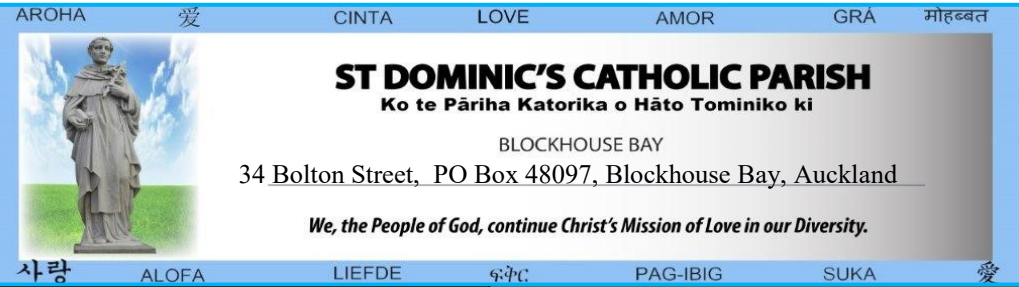 AROHA 爱 CINTA LOVE AMOR GRÁ मोहब्बत
ST DOMINIC'S CATHOLIC PARISH
Ko te Pāriha Katorika o Hāto Tominiko ki
BLOCKHOUSE BAY
34 Bolton Street, PO Box 48097, Blockhouse Bay, Auckland
We, the People of God, continue Christ's Mission of Love in our Diversity.
사랑 ALOFA LIEFDE ፍቅር PAG-IBIG SUKA 愛